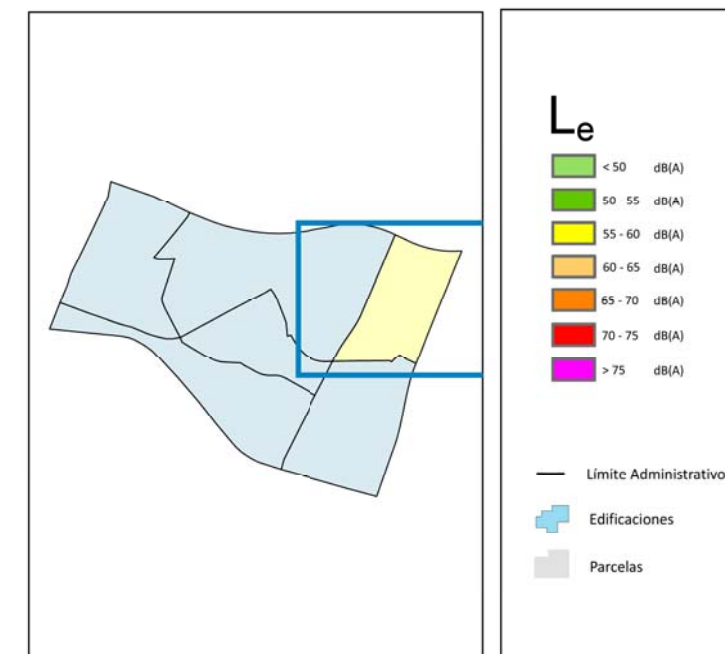 Le
< 50 dB(A)
50 55 dB(A)
55 - 60 dB(A)
60 - 65 dB(A)
65 - 70 dB(A)
70 - 75 dB(A)
> 75 dB(A)
Límite Administrativo
Edificaciones
Parcelas